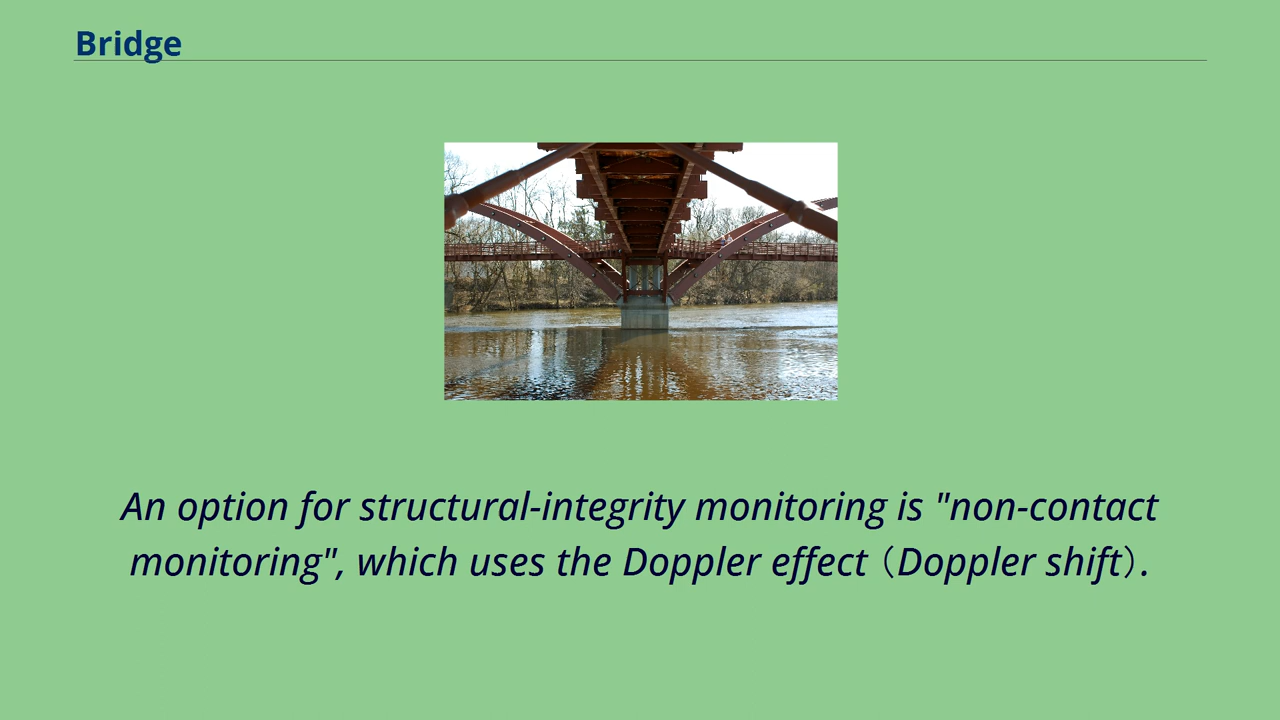 Bridge
An option for structural-integrity monitoring is "non-contact
monitoring", which uses the Doppler effect（Doppler shift）.